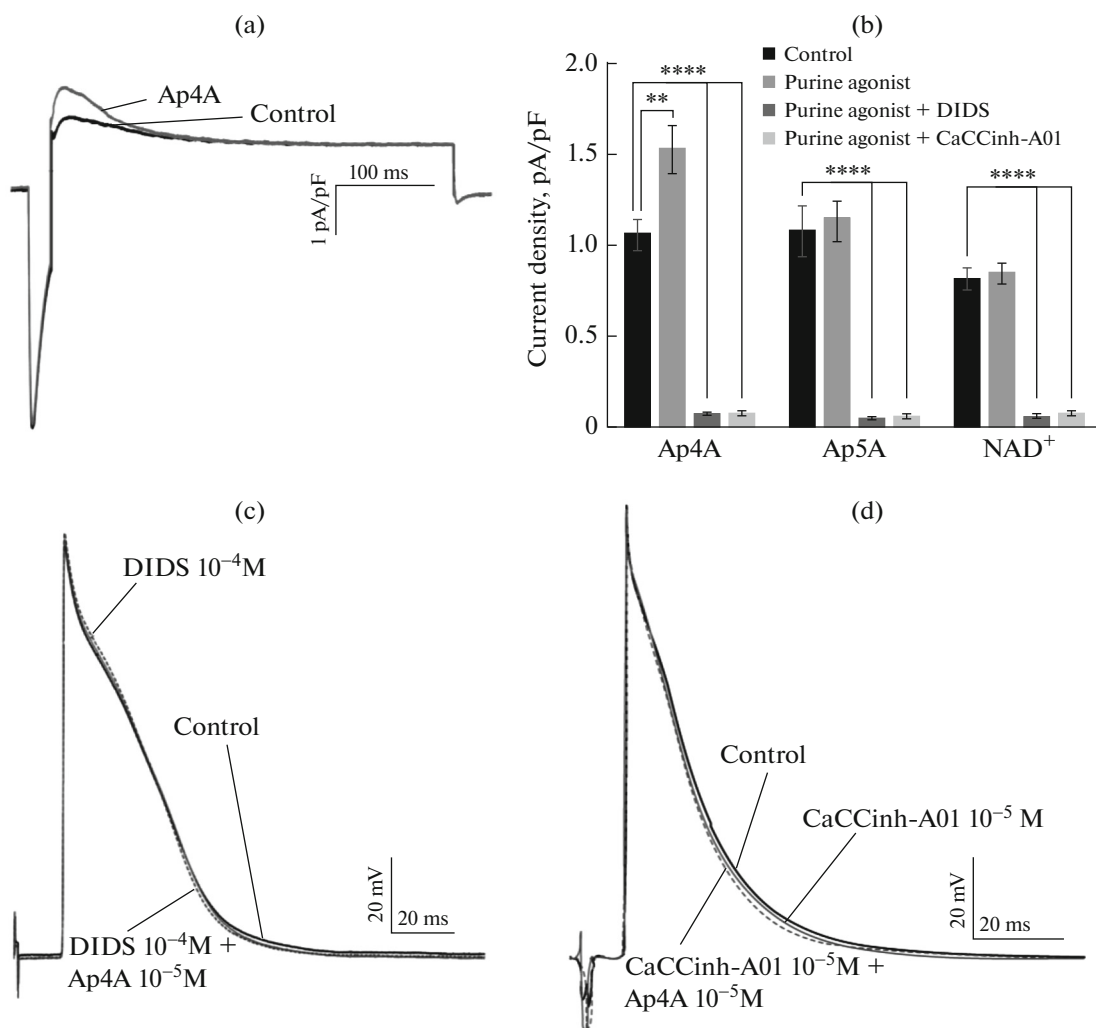 (a)
Ap4A
Control
100 ms
1 pA/pF
(b)
Control
Purine agonist
Purine agonist + DIDS
Purine agonist + CaCCinh-A01
2.0
1.5
1.0
0.5
0
Current density, pA/pF
****
**
****
****
Ap4A
Ap5A
NAD⁺
(c)
DIDS 10⁻⁴M
Control
20 mV
20 ms
DIDS 10⁻⁴M +
Ap4A 10⁻⁵M
(d)
Control
CaCCinh-A01 10⁻⁵ M
20 mV
20 ms
CaCCinh-A01 10⁻⁵M +
Ap4A 10⁻⁵M